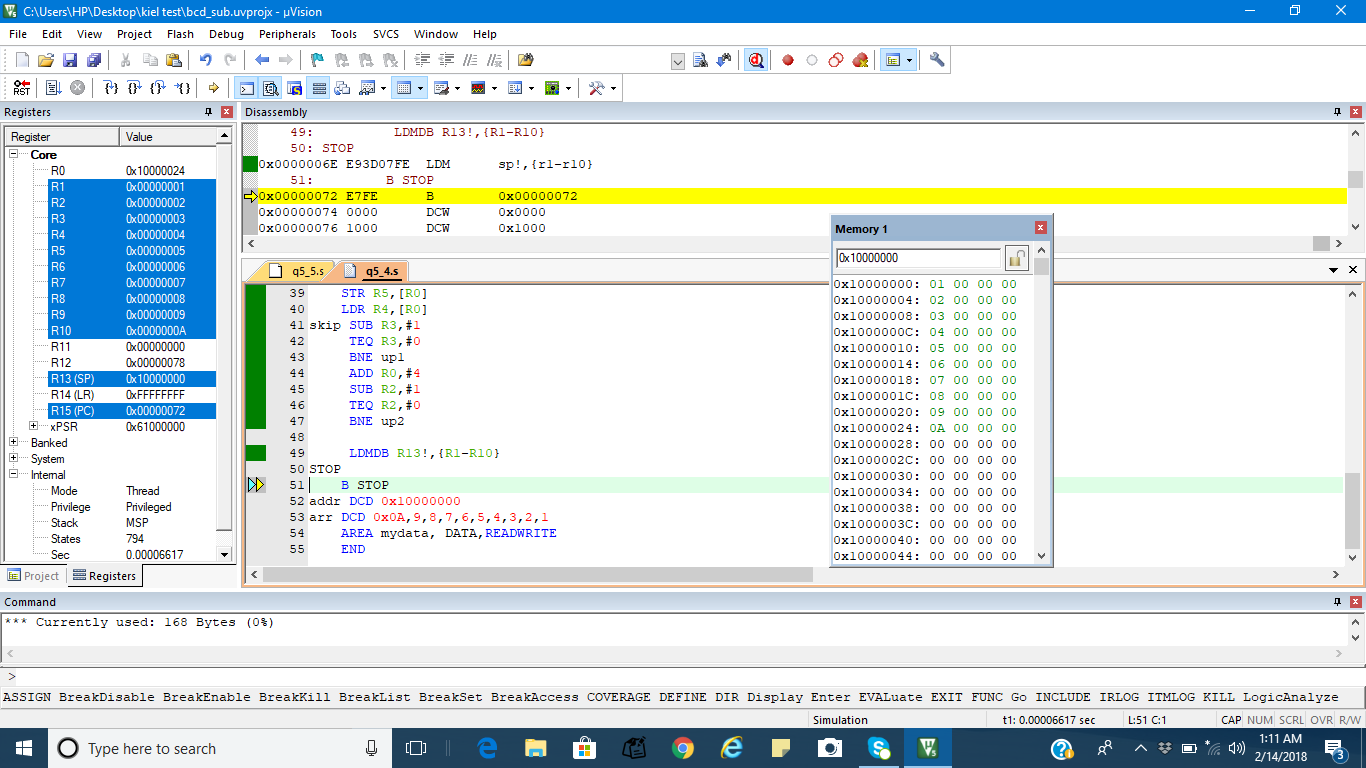 C:\Users\HP\Desktop\kiel test\bcd_sub.uvprojx - µVision
File Edit View Project Flash Debug Peripherals Tools SVCS Window Help
RST
Registers
Register Value
Core
R0 0x10000024
R1 0x00000001
R2 0x00000002
R3 0x00000003
R4 0x00000004
R5 0x00000005
R6 0x00000006
R7 0x00000007
R8 0x00000008
R9 0x00000009
R10 0x0000000A
R11 0x00000000
R12 0x00000078
R13 (SP) 0x10000000
R14 (LR) 0xFFFFFFFF
R15 (PC) 0x00000072
xPSR 0x61000000
Banked
System
Internal
Mode Thread
Privilege Privileged
Stack MSP
States 794
Sec 0.00006617
Project Registers
Disassembly
49: LDMDB R13!,{R1-R10}
50: STOP
0x0000006E E93D07FE LDM sp!,{r1-r10}
51: B STOP
0x00000072 E7FE B 0x00000072
0x00000074 0000 DCW 0x0000
0x00000076 1000 DCW 0x1000
q5_5.s q5_4.s
39 STR R5,[R0]
40 LDR R4,[R0]
41 skip SUB R3,#1
42 TEQ R3,#0
43 BNE up1
44 ADD R0,#4
45 SUB R2,#1
46 TEQ R2,#0
47 BNE up2
48
49 LDMDB R13!,{R1-R10}
50 STOP
51 B STOP
52 addr DCD 0x10000000
53 arr DCD 0x0A,9,8,7,6,5,4,3,2,1
54 AREA mydata, DATA,READWRITE
55 END
Memory 1
0x10000000
0x10000000: 01 00 00 00
0x10000004: 02 00 00 00
0x10000008: 03 00 00 00
0x1000000C: 04 00 00 00
0x10000010: 05 00 00 00
0x10000014: 06 00 00 00
0x10000018: 07 00 00 00
0x1000001C: 08 00 00 00
0x10000020: 09 00 00 00
0x10000024: 0A 00 00 00
0x10000028: 00 00 00 00
0x1000002C: 00 00 00 00
0x10000030: 00 00 00 00
0x10000034: 00 00 00 00
0x10000038: 00 00 00 00
0x1000003C: 00 00 00 00
0x10000040: 00 00 00 00
0x10000044: 00 00 00 00
Command
*** Currently used: 168 Bytes (0%)
>
ASSIGN BreakDisable BreakEnable BreakKill BreakList BreakSet BreakAccess COVERAGE DEFINE DIR Display Enter EVALuate EXIT FUNC Go INCLUDE IRLOG ITMLOG KILL LogicAnalyze
Simulation t1: 0.00006617 sec L:51 C:1 CAP NUM SCRL OVR R/W
Type here to search
1:11 AM
2/14/2018
3